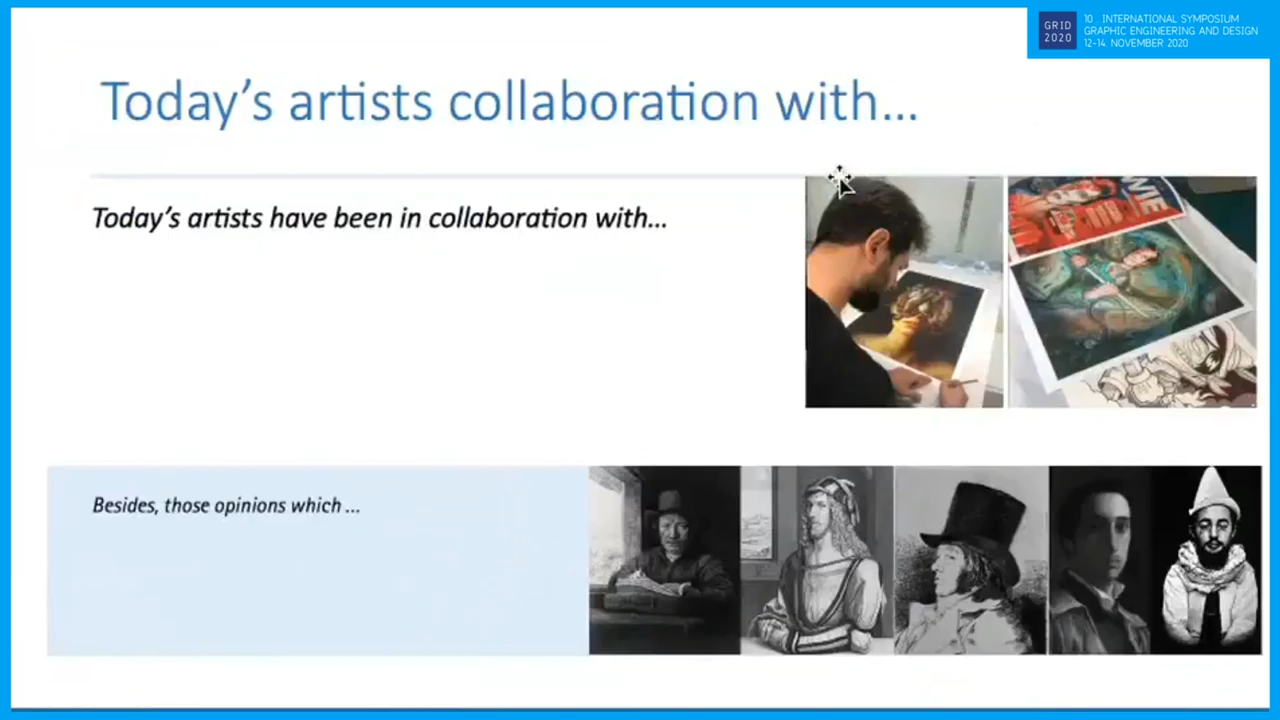 GRID
2020
10 . INTERNATIONAL SYMPOSIUM
GRAPHIC ENGINEERING AND DESIGN
12-14. NOVEMBER 2020
Today's artists collaboration with...
Today's artists have been in collaboration with...
WIE
Besides, those opinions which ...